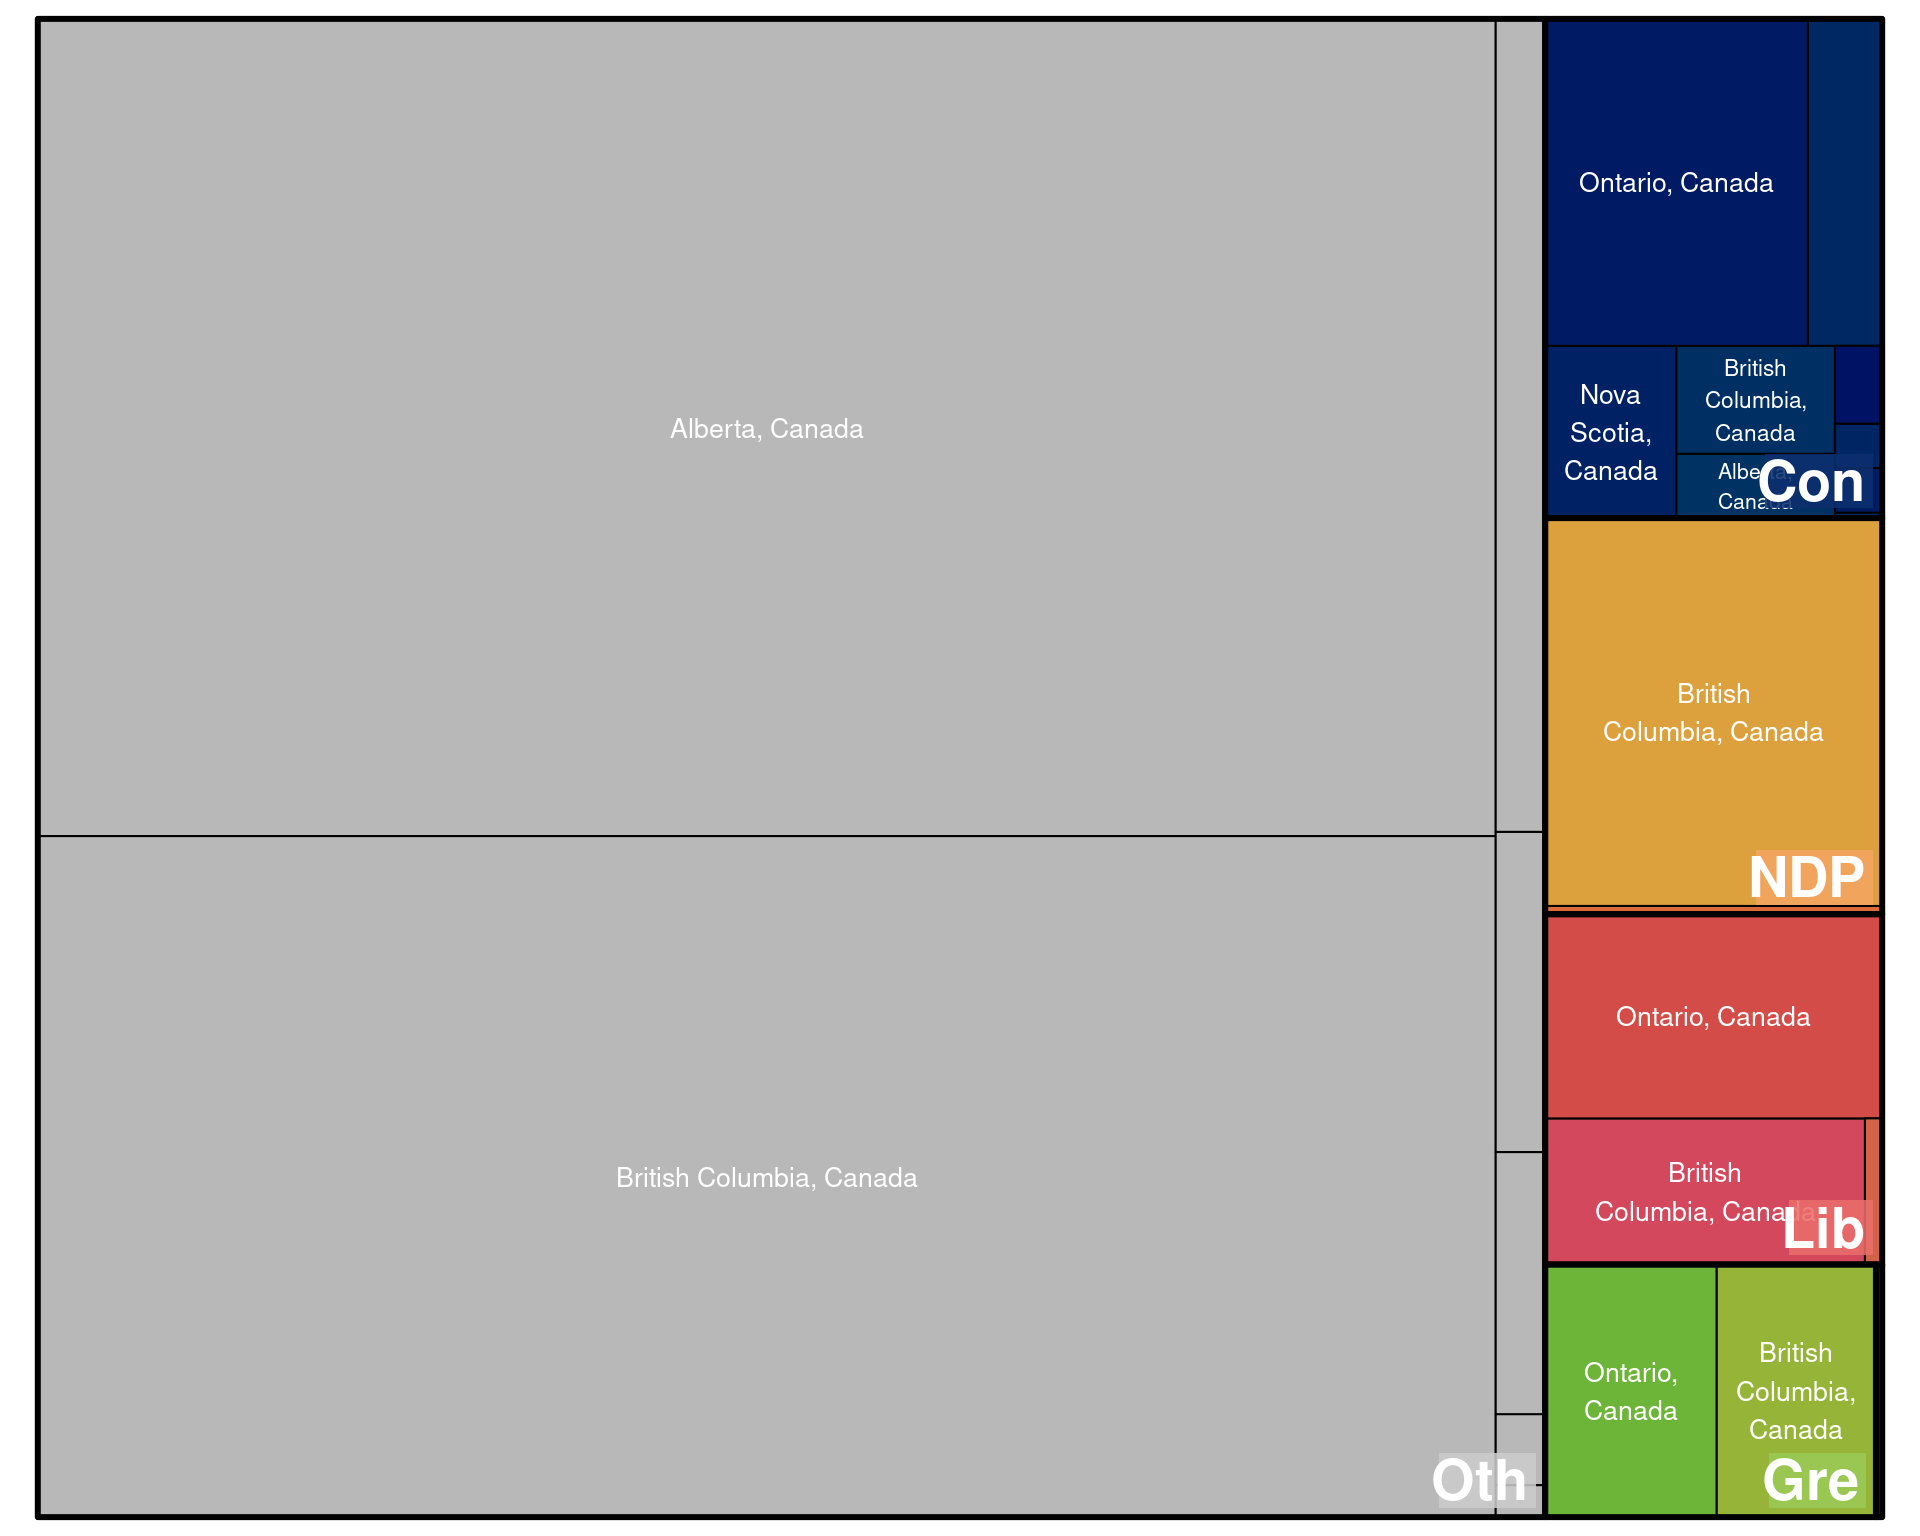 Alberta, Canada
British Columbia, Canada
Oth
Ontario, Canada
Nova
Scotia,
Canada
British
Columbia,
Canada
Alberta,
Canada
Con
British
Columbia, Canada
NDP
Ontario, Canada
British
Columbia, Canada
Lib
Ontario,
Canada
British
Columbia,
Canada
Gre